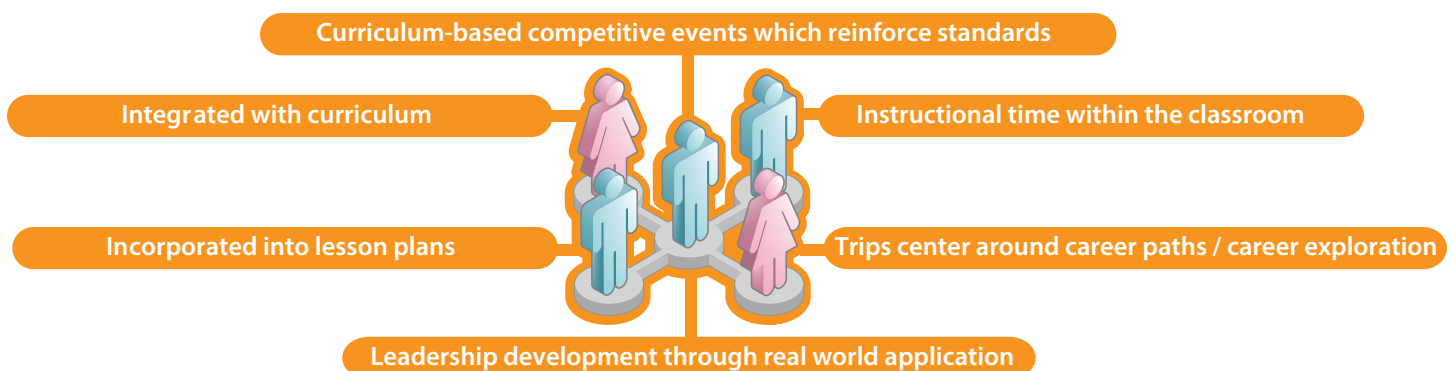 Curriculum-based competitive events which reinforce standards
Integrated with curriculum
Instructional time within the classroom
Incorporated into lesson plans
Trips center around career paths / career exploration
Leadership development through real world application